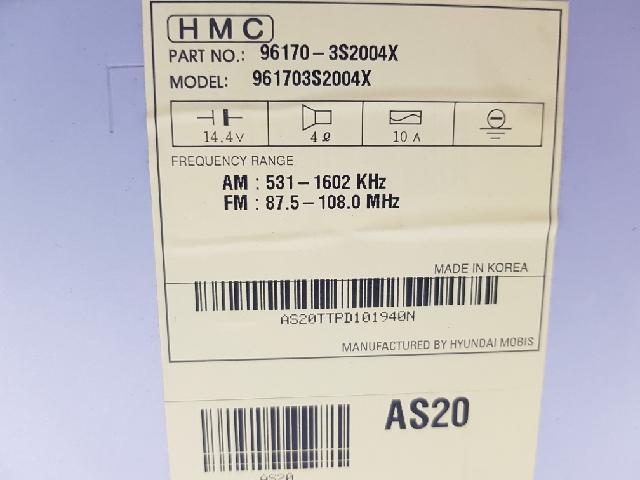 HMC
PART NO.: 96170-3S2004X
MODEL: 961703S2004X
14.4V 4Ω 10A
FREQUENCY RANGE
AM : 531-1602 KHz
FM : 87.5-108.0 MHz
MADE IN KOREA
AS20TTPD101940N
MANUFACTURED BY HYUNDAI MOBIS
AS20
AS20